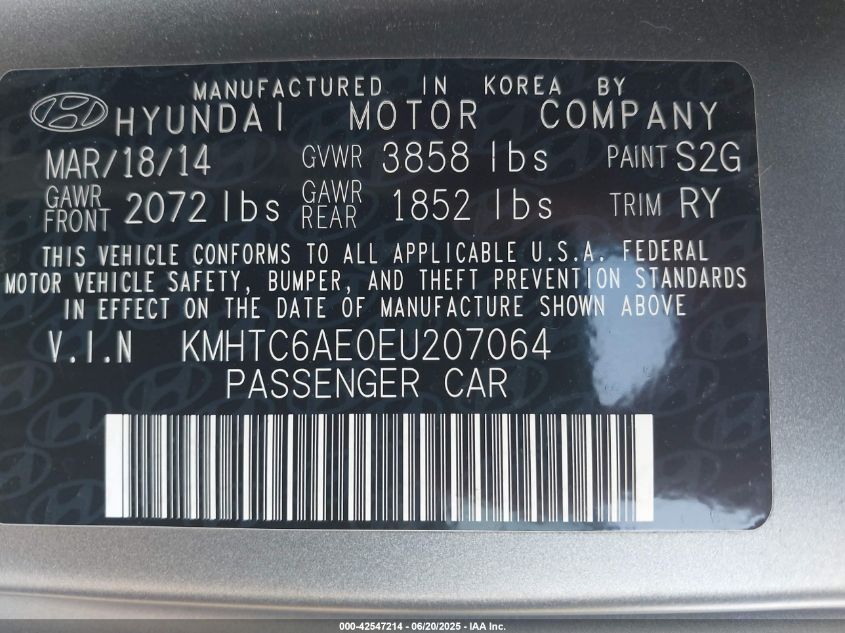 MANUFACTURED IN KOREA BY
HYUNDAI MOTOR COMPANY
MAR/18/14 GVWR 3858 lbs PAINT S2G
GAWR FRONT 2072 lbs GAWR REAR 1852 lbs TRIM RY
THIS VEHICLE CONFORMS TO ALL APPLICABLE U.S.A. FEDERAL
MOTOR VEHICLE SAFETY, BUMPER, AND THEFT PREVENTION STANDARDS
IN EFFECT ON THE DATE OF MANUFACTURE SHOWN ABOVE
V.I.N KMHTC6AE0EU207064
PASSENGER CAR
000-42547214 - 06/20/2025 - IAA Inc.